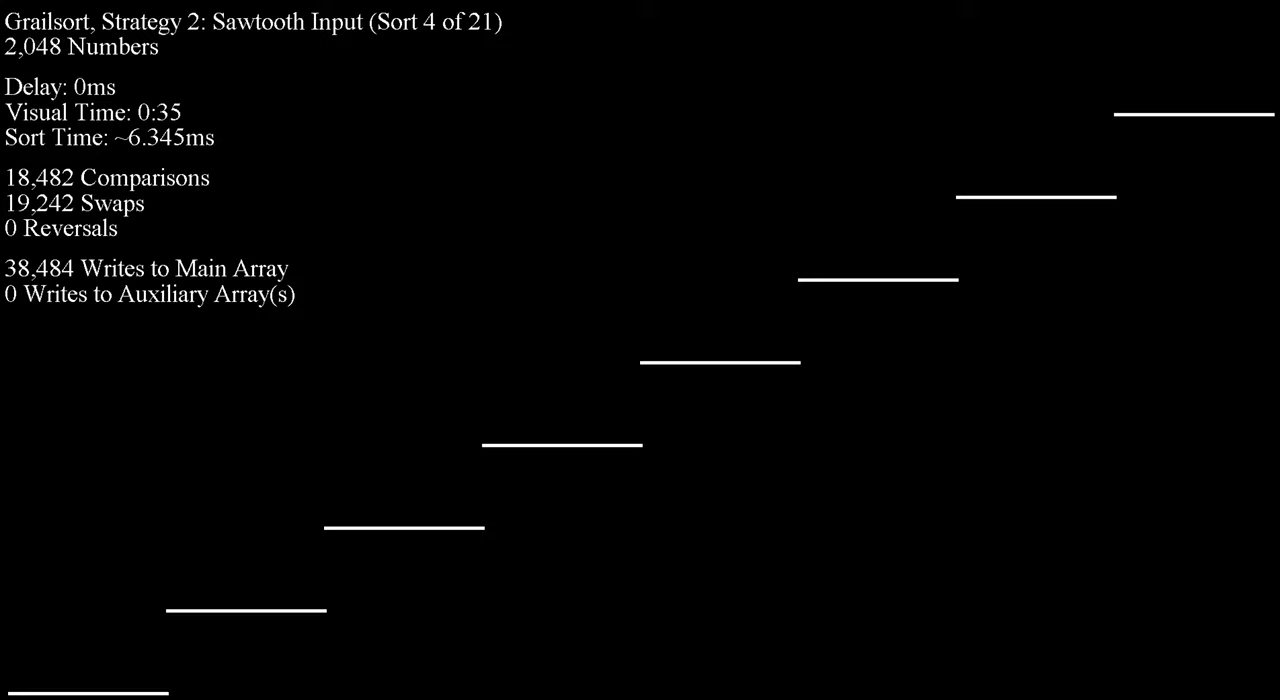 Grailsort, Strategy 2: Sawtooth Input (Sort 4 of 21)
2,048 Numbers
Delay: 0ms
Visual Time: 0:35
Sort Time: ~6.345ms
18,482 Comparisons
19,242 Swaps
0 Reversals
38,484 Writes to Main Array
0 Writes to Auxiliary Array(s)